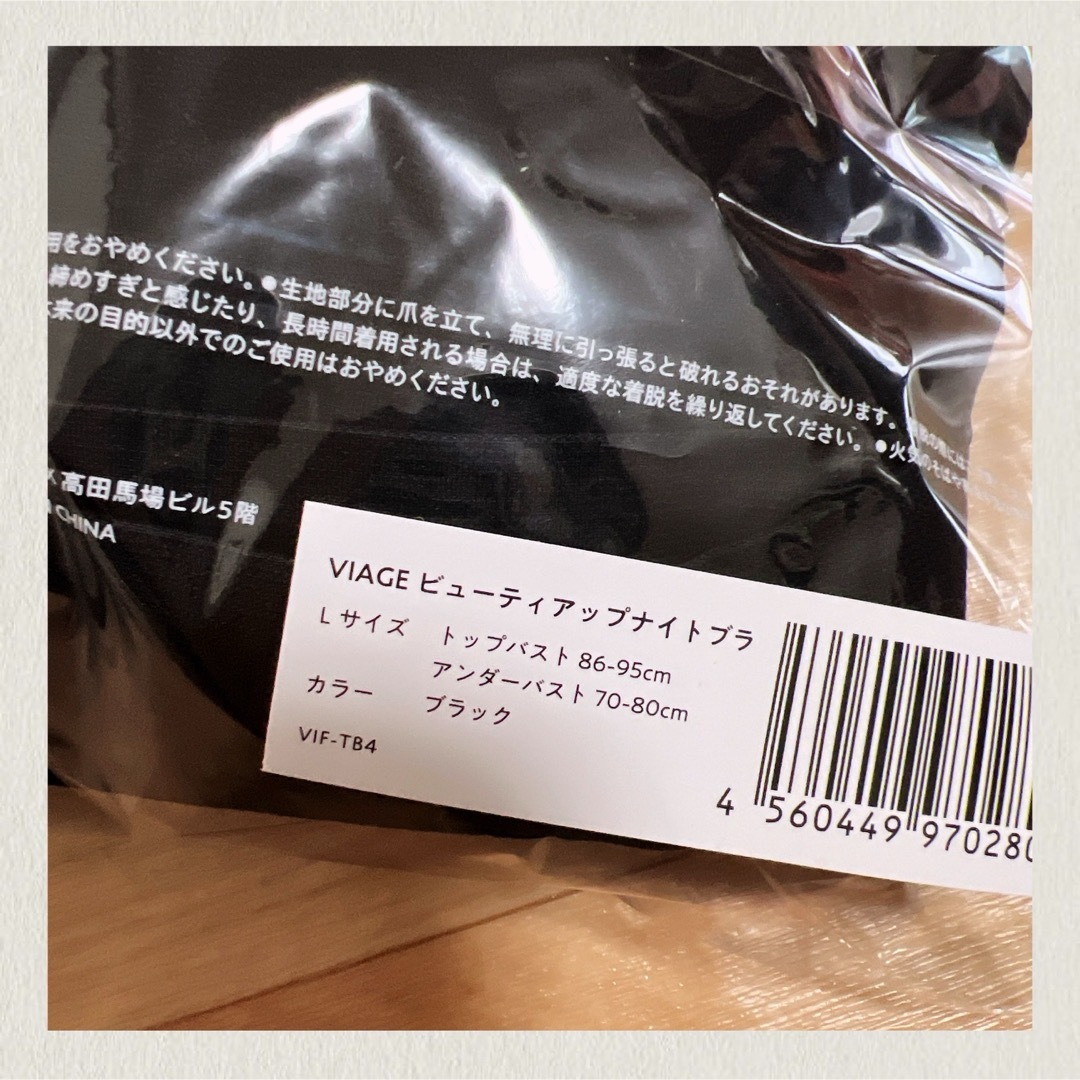 用をおやめください。●生地部分に爪を立て、無理に引っ張ると破れるおそれがあります。
締めすぎと感じたり、長時間着用される場合は、適度な着脱を繰り返してください。●火気のそばや
来の目的以外でのご使用はおやめください。
高田馬場ビル5階
CHINA
VIAGE ビューティアップナイトブラ
L サイズ トップバスト 86-95cm
アンダーバスト 70-80cm
カラー ブラック
VIF-TB4
4 560449 970280